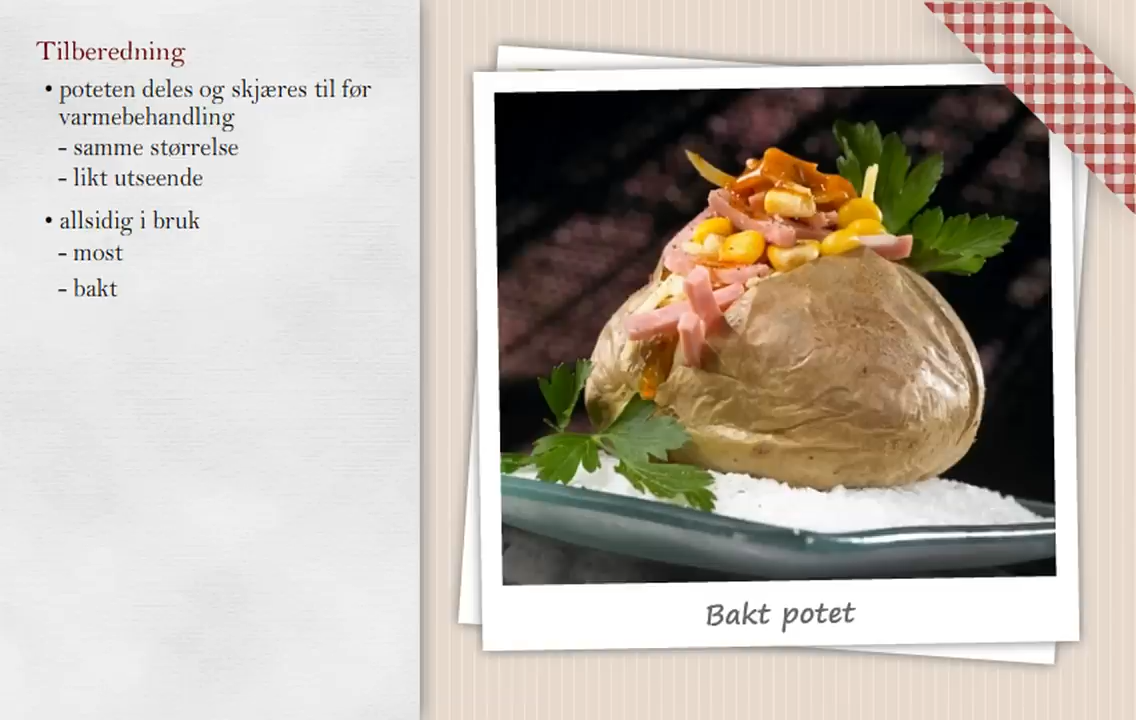 Tilberedning
• poteten deles og skjæres til før
varmebehandling
- samme størrelse
- likt utseende
• allsidig i bruk
- most
- bakt
Bakt potet